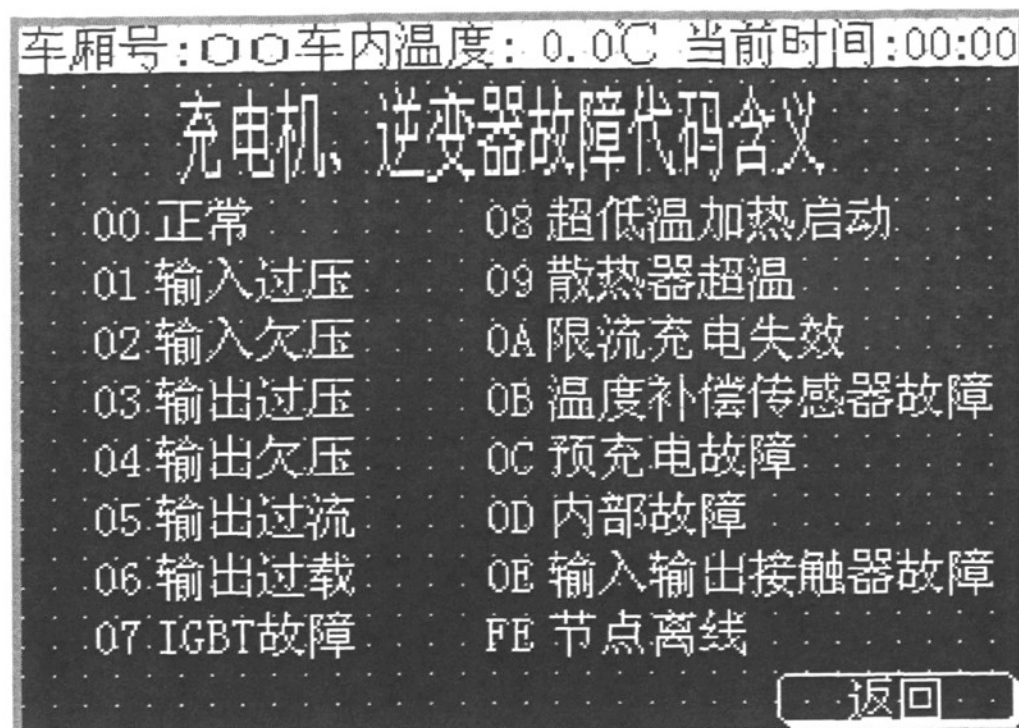 车厢号:00车内温度: 0.0℃ 当前时间:00:00
充电机、逆变器故障代码含义
00 正常
01 输入过压
02 输入欠压
03 输出过压
04 输出欠压
05 输出过流
06 输出过载
07 IGBT故障
08 超低温加热启动
09 散热器超温
0A 限流充电失效
0B 温度补偿传感器故障
0C 预充电故障
0D 内部故障
0E 输入输出接触器故障
FE 节点离线
返回